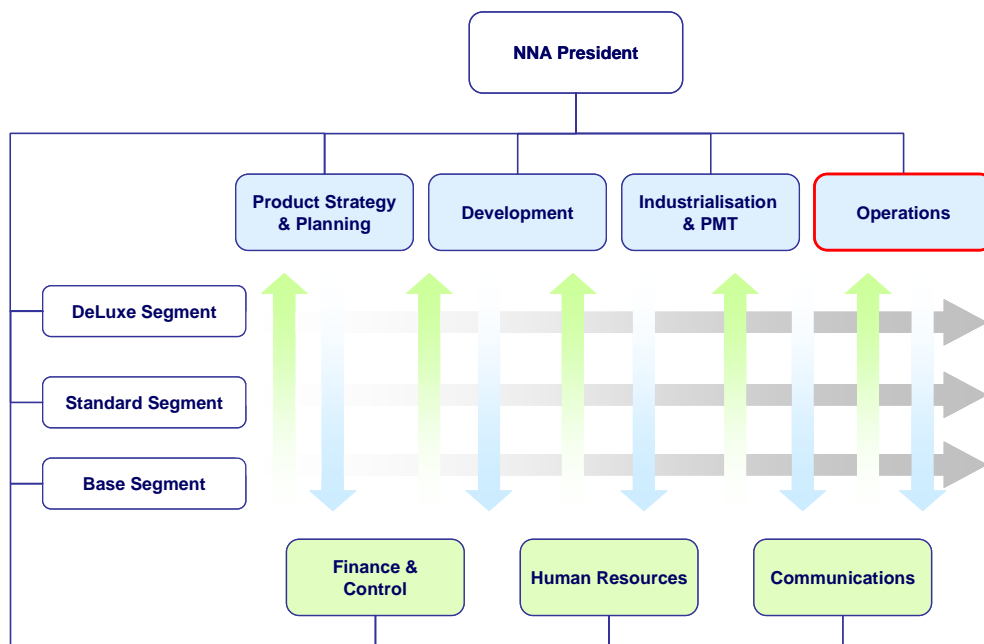 NNA President
Product Strategy
& Planning
Development
Industrialisation
& PMT
Operations
DeLuxe Segment
Standard Segment
Base Segment
Finance &
Control
Human Resources
Communications